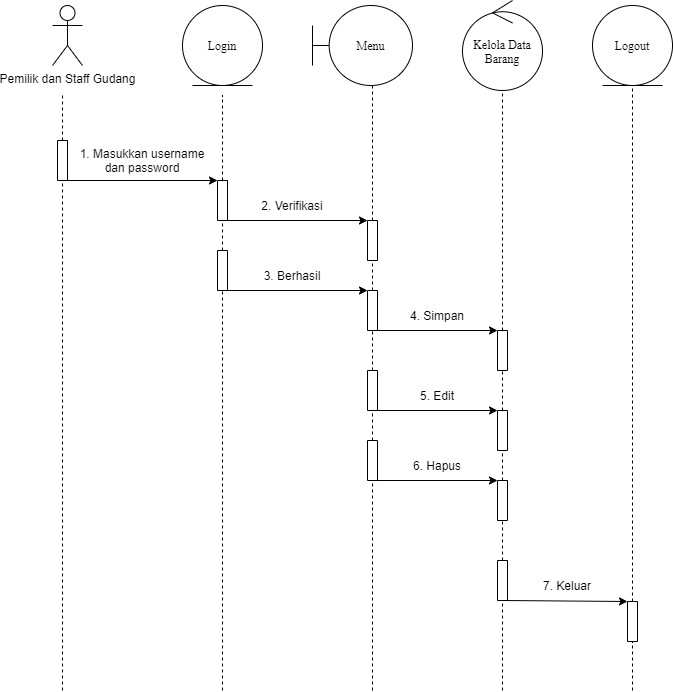 Pemilik dan Staff Gudang
Login
Menu
Kelola Data
Barang
Logout
1. Masukkan username
dan password
2. Verifikasi
3. Berhasil
4. Simpan
5. Edit
6. Hapus
7. Keluar